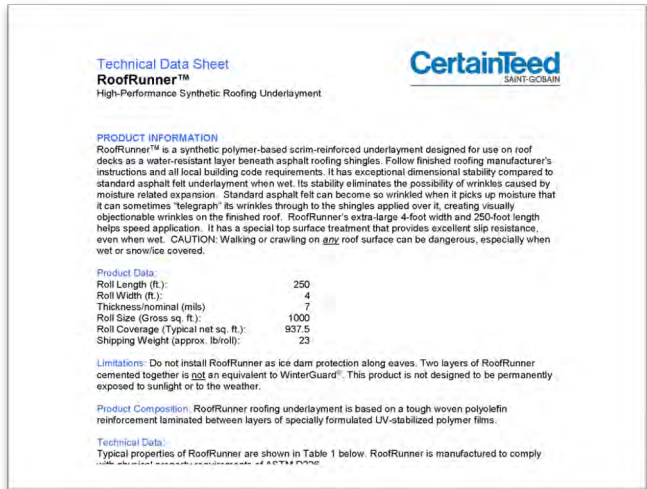 Technical Data Sheet
CertainTeed
SAINT-GOBAIN
RoofRunner™
High-Performance Synthetic Roofing Underlayment
PRODUCT INFORMATION
RoofRunner™ is a synthetic polymer-based scrim-reinforced underlayment designed for use on roof
decks as a water-resistant layer beneath asphalt roofing shingles. Follow finished roofing manufacturer's
instructions and all local building code requirements. It has exceptional dimensional stability compared to
standard asphalt felt underlayment when wet. Its stability eliminates the possibility of wrinkles caused by
moisture related expansion. Standard asphalt felt can become so wrinkled when it picks up moisture that
it can sometimes "telegraph" its wrinkles through to the shingles applied over it, creating visually
objectionable wrinkles on the finished roof. RoofRunner's extra-large 4-foot width and 250-foot length
helps speed application. It has a special top surface treatment that provides excellent slip resistance,
even when wet. CAUTION: Walking or crawling on any roof surface can be dangerous, especially when
wet or snow/ice covered.
Product Data:
Roll Length (ft.): 250
Roll Width (ft.): 4
Thickness/nominal (mils) 7
Roll Size (Gross sq. ft.): 1000
Roll Coverage (Typical net sq. ft.): 937.5
Shipping Weight (approx. lb/roll): 23
Limitations: Do not install RoofRunner as ice dam protection along eaves. Two layers of RoofRunner
cemented together is not an equivalent to WinterGuard®. This product is not designed to be permanently
exposed to sunlight or to the weather.
Product Composition: RoofRunner roofing underlayment is based on a tough woven polyolefin
reinforcement laminated between layers of specially formulated UV-stabilized polymer films.
Technical Data:
Typical properties of RoofRunner are shown in Table 1 below. RoofRunner is manufactured to comply
with physical property requirements of ASTM D226